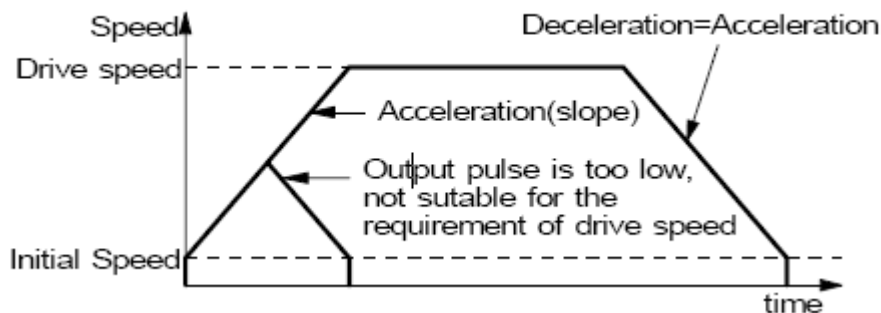 Speed
Deceleration=Acceleration
Drive speed
Acceleration(slope)
Output pulse is too low,
not sutable for the
requirement of drive speed
Initial Speed
time